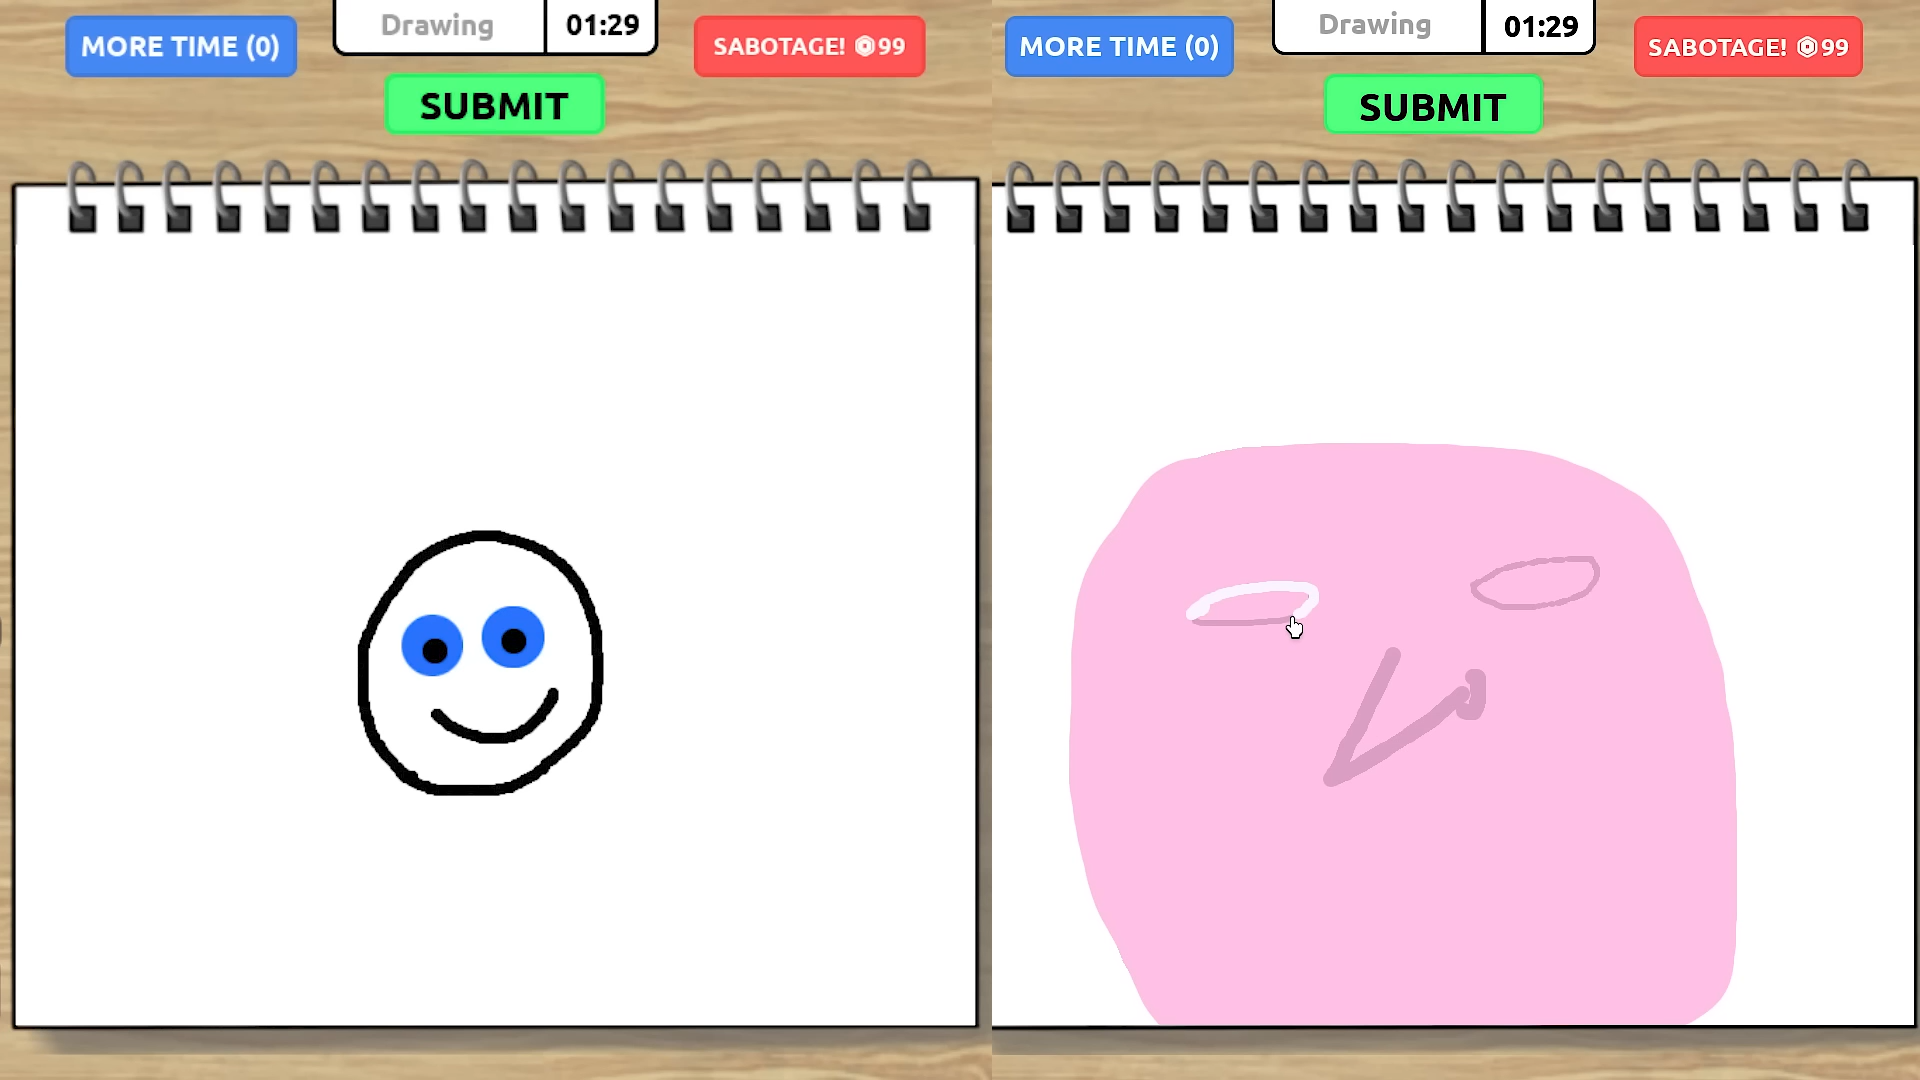 MORE TIME (0)
Drawing
01:29
SABOTAGE! 99
SUBMIT
MORE TIME (0)
Drawing
01:29
SABOTAGE! 99
SUBMIT